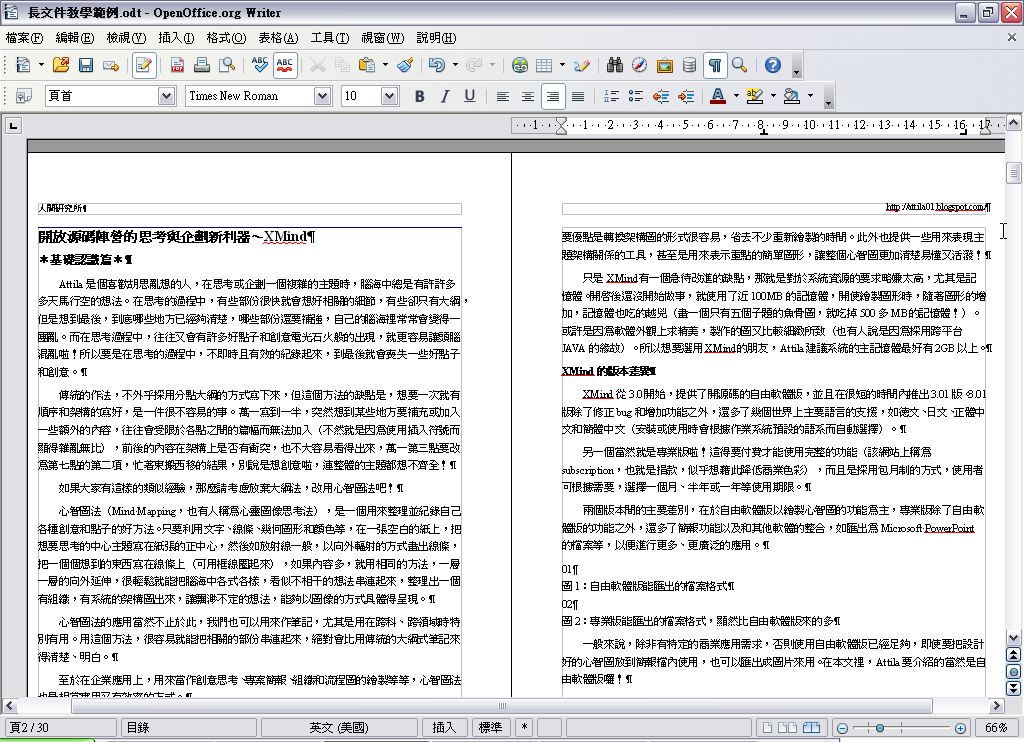 長文件教學範例.odt - OpenOffice.org Writer
檔案(F) 編輯(E) 檢視(V) 插入(I) 格式(O) 表格(A) 工具(T) 視窗(W) 說明(H)
頁首 Times New Roman 10 B I U
1 1 2 3 4 5 6 7 8 9 10 11 12 13 14 15 16 17
人間研究所¶
開放源碼陣營的思考與企劃新利器～XMind¶
＊基礎認識篇＊¶
Attila 是個喜歡胡思亂想的人，在思考或企劃一個複雜的主題時，腦海中總是有許許多
多天馬行空的想法。在思考的過程中，有些部份很快就會想好相關的細節，有些卻只有大綱，
但是想到最後，到底哪些地方已經夠清楚，哪些部份還要補強，自己的腦海裡常常會變得一
團亂。而在思考過程中，往往又會有許多好點子和創意電光石火般的出現，就更容易讓頭腦
混亂啦！所以要是在思考的過程中，不即時且有效的紀錄起來，到最後就會喪失一些好點子
和創意。¶
傳統的作法，不外乎採用分點大綱的方式寫下來，但這個方法的缺點是，想要一次就有
順序和架構的寫好，是一件很不容易的事。萬一寫到一半，突然想到某些地方要補充或加入
一些額外的內容，往往會受限於各點之間的篇幅而無法加入（不然就是因為使用插入符號而
顯得雜亂無比），前後的內容在架構上是否有衝突，也不大容易看得出來，萬一第三點要改
為第七點的第二項，忙著東搬西移的結果，別說是想創意啦，連整體的主題都想不齊全！¶
如果大家有這樣的類似經驗，那麼請考慮放棄大綱法，改用心智圖法吧！¶
心智圖法（Mind·Mapping，也有人稱為心靈圖像思考法），是一個用來整理並紀錄自己
各種創意和點子的好方法。只要利用文字、線條、幾何圖形和顏色等，在一張空白的紙上，把
想要思考的中心主題寫在紙張的正中心，然後如放射線一般，以向外輻射的方式畫出線條，
把一個個想到的東西寫在線條上（可用框線圈起來），如果內容多，就用相同的方法，一層
一層的向外延伸，很輕鬆就能把腦海中各式各樣，看似不相干的想法串連起來，整理出一個
有組織，有系統的架構圖出來，讓飄渺不定的想法，能夠以圖像的方式具體得呈現。¶
心智圖法的應用當然不止於此，我們也可以用來作筆記，尤其是用在跨科、跨領域時特
別有用。用這個方法，很容易就能把相關的部份串連起來，絕對會比用傳統的大綱式筆記來
得清楚、明白。¶
至於在企業應用上，用來當作創意思考、專案簡報、組織和流程圖的繪製等等，心智圖法
也是相當實用又有效率的方式。¶
http://attila01.blogspot.com/¶
要優點是轉換架構圖的形式很容易，省去不少重新繪製的時間。此外也提供一些用來表現主
題架構關係的工具，甚至是用來表示重點的簡單圖形，讓整個心智圖更加清楚易懂又活潑！¶
只是 XMind 有一個急待改進的缺點，那就是對於系統資源的要求略嫌太高，尤其是記
憶體。開啓後還沒開始做事，就使用了近 100MB 的記憶體，開使繪製圖形時，隨著圖形的增
加，記憶體也吃的越兇（畫一個只有五個子題的魚骨圖，就吃掉 500 多 MB的記憶體！）。
或許是因為軟體外觀上求精美，製作的圖又比較細緻所致（也有人說是因為採用跨平台
JAVA 的緣故）。所以想要選用 XMind的朋友，Attila 建議系統的主記憶體最好有 2GB 以上。¶
XMind 的版本差異¶
XMind 從 3.0 開始，提供了開源碼的自由軟體版，並且在很短的時間內推出 3.01 版。3.01
版除了修正 bug 和增加功能之外，還多了幾個世界上主要語言的支援，如德文、日文、正體中
文和簡體中文（安裝或使用時會根據作業系統預設的語系而自動選擇）。¶
另一個當然就是專業版啦！這得要付費才能使用完整的功能（該網站上稱爲
subscription，也就是捐款，似乎想藉此降低商業色彩），而且是採用包月制的方式，使用者
可根據需要，選擇一個月、半年或一年等使用期限。¶
兩個版本間的主要差別，在於自由軟體版以繪製心智圖的功能為主，專業版除了自由軟
體版的功能之外，還多了簡報功能以及和其他軟體的整合，如匯出爲 Microsoft·PowerPoint
的檔案等，以便進行更多、更廣泛的應用。¶
01¶
圖 1：自由軟體版能匯出的檔案格式¶
02¶
圖 2：專業版能匯出的檔案格式，顯然比自由軟體版來的多¶
一般來說，除非有特定的商業應用需求，否則使用自由軟體版已經足夠，即使要把設計
好的心智圖放到簡報檔內使用，也可以匯出成圖片來用。在本文裡，Attila 要介紹的當然是自
由軟體版囉！¶
頁2 / 30 目錄 英文 (美國) 插入 標準 * 66%